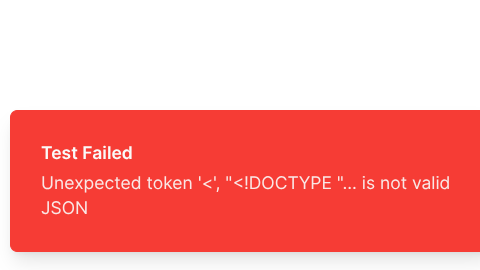 Test Failed
Unexpected token '<', "<!DOCTYPE "... is not valid
JSON